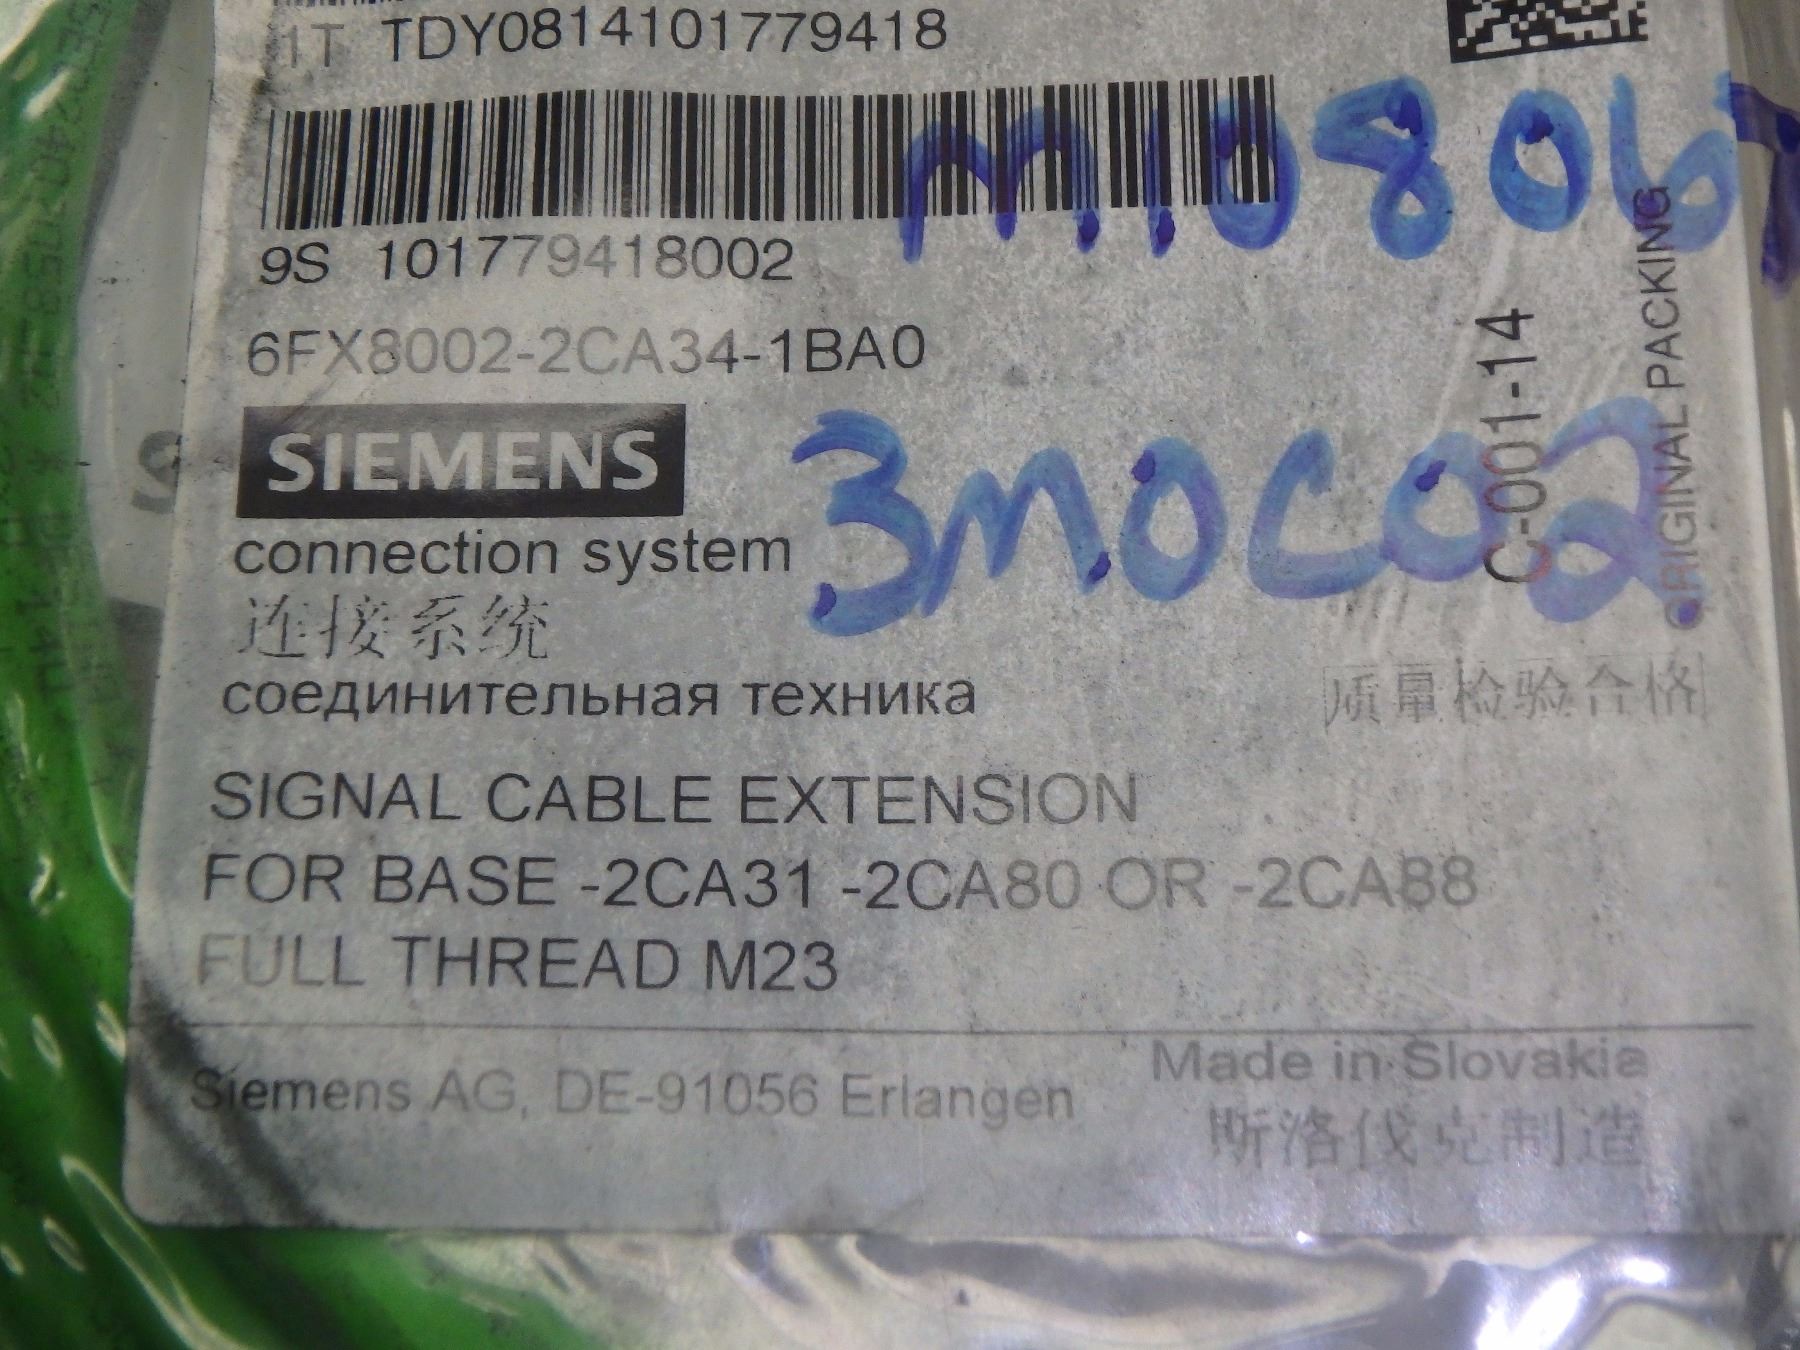 1T TDY0814101779418
9S 101779418002
6FX8002-2CA34-1BA0
SIEMENS
3MOCO2
connection system
连接系统
соединительная техника
C-001-14
ORIGINAL PACKING
质量检验合格
SIGNAL CABLE EXTENSION
FOR BASE -2CA31 -2CA80 OR -2CA88
FULL THREAD M23
Siemens AG, DE-91056 Erlangen
Made in Slovakia
斯洛伐克制造